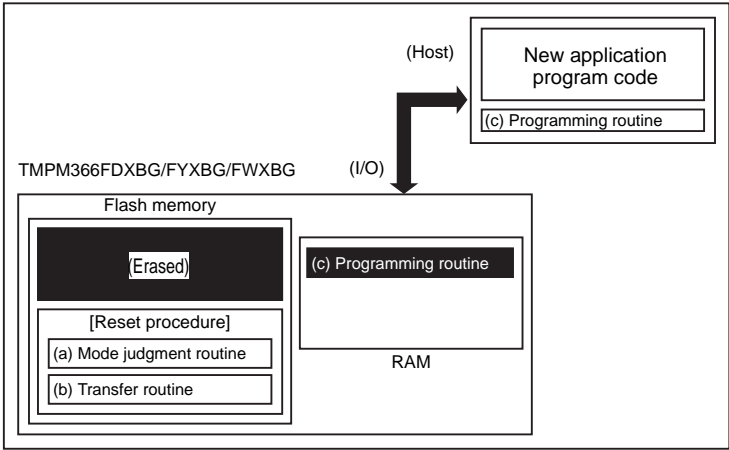 (Host)
New application
program code
(c) Programming routine
TMPM366FDXBG/FYXBG/FWXBG
(I/O)
Flash memory
(Erased)
(c) Programming routine
[Reset procedure]
(a) Mode judgment routine
(b) Transfer routine
RAM